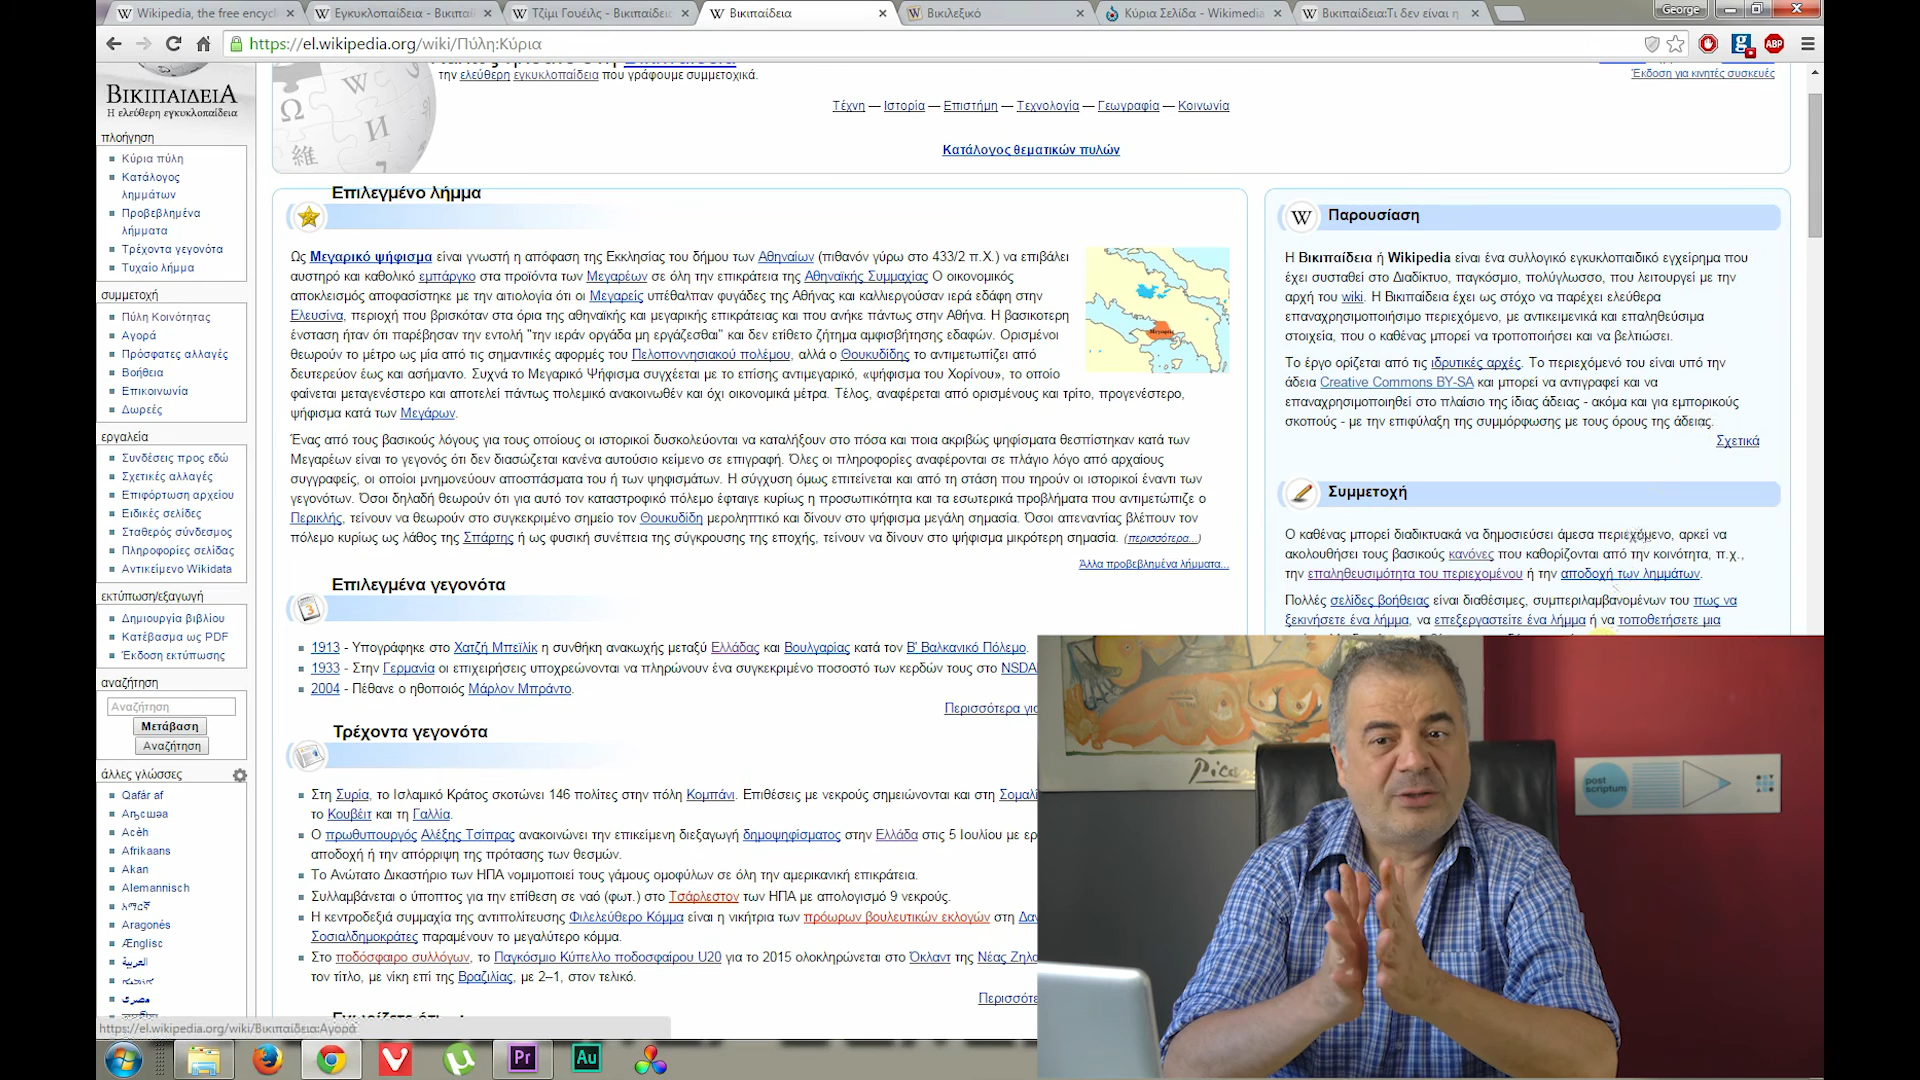 Wikipedia, the free encycl
Εγκυκλοπαίδεια - Βικιπαί
Τζίμι Γουέιλς - Βικιπαίδει
Βικιπαίδεια
Βικιλεξικό
Κύρια Σελίδα - Wikimedia
Βικιπαίδεια:Τι δεν είναι η
George
https://el.wikipedia.org/wiki/Πύλη:Κύρια
ΒΙΚΙΠΑΙΔΕΙΑ
Η ελεύθερη εγκυκλοπαίδεια
πλοήγηση
Κύρια πύλη
Κατάλογος
λημμάτων
Προβεβλημένα
λήμματα
Τρέχοντα γεγονότα
Τυχαίο λήμμα
συμμετοχή
Πύλη Κοινότητας
Αγορά
Πρόσφατες αλλαγές
Βοήθεια
Επικοινωνία
Δωρεές
εργαλεία
Συνδέσεις προς εδώ
Σχετικές αλλαγές
Επιφόρτωση αρχείου
Ειδικές σελίδες
Σταθερός σύνδεσμος
Πληροφορίες σελίδας
Αντικείμενο Wikidata
εκτύπωση/εξαγωγή
Δημιουργία βιβλίου
Κατέβασμα ως PDF
Έκδοση εκτύπωσης
αναζήτηση
Αναζήτηση
Μετάβαση
Αναζήτηση
άλλες γλώσσες
Qafár af
Аҧсшәа
Acèh
Afrikaans
Akan
Alemannisch
አማርኛ
Aragonés
Ænglisc
العربية
ܐܪܡܝܐ
مصرى
https://el.wikipedia.org/wiki/Βικιπαίδεια:Αγορά
την ελεύθερη εγκυκλοπαίδεια που γράφουμε συμμετοχικά.
Έκδοση για κινητές συσκευές
Τέχνη — Ιστορία — Επιστήμη — Τεχνολογία — Γεωγραφία — Κοινωνία
Κατάλογος θεματικών πυλών
Επιλεγμένο λήμμα
Ως Μεγαρικό ψήφισμα είναι γνωστή η απόφαση της Εκκλησίας του δήμου των Αθηναίων (πιθανόν γύρω στο 433/2 π.Χ.) να επιβάλει
αυστηρό και καθολικό εμπάργκο στα προϊόντα των Μεγαρέων σε όλη την επικράτεια της Αθηναϊκής Συμμαχίας Ο οικονομικός
αποκλεισμός αποφασίστηκε με την αιτιολογία ότι οι Μεγαρείς υπέθαλπαν φυγάδες της Αθήνας και καλλιεργούσαν ιερά εδάφη στην
Ελευσίνα, περιοχή που βρισκόταν στα όρια της αθηναϊκής και μεγαρικής επικράτειας και που ανήκε πάντως στην Αθήνα. Η βασικοτερη
ένσταση ήταν ότι παρέβησαν την εντολή "την ιεράν οργάδα μη εργάζεσθαι" και δεν επίθετο ζήτημα αμφισβήτησης εδαφών. Ορισμένοι
θεωρούν το μέτρο ως μία από τις σημαντικές αφορμές του Πελοποννησιακού πολέμου, αλλά ο Θουκυδίδης το αντιμετωπίζει από
δευτερεύον έως και ασήμαντο. Συχνά το Μεγαρικό Ψήφισμα συγχέεται με το επίσης αντιμεγαρικό, «ψήφισμα του Χορίνου», το οποίο
φαίνεται μεταγενέστερο και αποτελεί πάντως πολεμικό ανακοινωθέν και όχι οικονομικά μέτρα. Τέλος, αναφέρεται από ορισμένους και τρίτο, προγενέστερο,
ψήφισμα κατά των Μεγάρων.
Ένας από τους βασικούς λόγους για τους οποίους οι ιστορικοί δυσκολεύονται να καταλήξουν στο πόσα και ποια ακριβώς ψηφίσματα θεσπίστηκαν κατά των
Μεγαρέων είναι το γεγονός ότι δεν διασώζεται κανένα αυτούσιο κείμενο σε επιγραφή. Όλες οι πληροφορίες αναφέρονται σε πλάγιο λόγο από αρχαίους
συγγραφείς, οι οποίοι μνημονεύουν αποσπάσματα του ή των ψηφισμάτων. Η σύγχυση όμως επιτείνεται και από τη στάση που τηρούν οι ιστορικοί έναντι των
γεγονότων. Όσοι δηλαδή θεωρούν ότι για αυτό τον καταστροφικό πόλεμο έφταιγε κυρίως η προσωπικότητα και τα εσωτερικά προβλήματα που αντιμετώπιζε ο
Περικλής, τείνουν να θεωρούν στο συγκεκριμένο σημείο τον Θουκυδίδη μεροληπτικό και δίνουν στο ψήφισμα μεγάλη σημασία. Όσοι απεναντίας βλέπουν τον
πόλεμο κυρίως ως λάθος της Σπάρτης ή ως φυσική συνέπεια της σύγκρουσης της εποχής, τείνουν να δίνουν στο ψήφισμα μικρότερη σημασία. (περισσότερα...)
Άλλα προβεβλημένα λήμματα...
Επιλεγμένα γεγονότα
1913 - Υπογράφηκε στο Χατζή Μπεϊλίκ η συνθήκη ανακωχής μεταξύ Ελλάδας και Βουλγαρίας κατά τον Β' Βαλκανικό Πόλεμο.
1933 - Στην Γερμανία οι επιχειρήσεις υποχρεώνονται να πληρώνουν ένα συγκεκριμένο ποσοστό των κερδών τους στο NSDA
2004 - Πέθανε ο ηθοποιός Μάρλον Μπράντο.
Περισσότερα γι
Τρέχοντα γεγονότα
Στη Συρία, το Ισλαμικό Κράτος σκοτώνει 146 πολίτες στην πόλη Κομπάνι. Επιθέσεις με νεκρούς σημειώνονται και στη Σομαλί
το Κουβέιτ και τη Γαλλία.
Ο πρωθυπουργός Αλέξης Τσίπρας ανακοινώνει την επικείμενη διεξαγωγή δημοψηφίσματος στην Ελλάδα στις 5 Ιουλίου με ερ
αποδοχή ή την απόρριψη της πρότασης των θεσμών.
Το Ανώτατο Δικαστήριο των ΗΠΑ νομιμοποιεί τους γάμους ομοφύλων σε όλη την αμερικανική επικράτεια.
Συλλαμβάνεται ο ύποπτος για την επίθεση σε ναό (φωτ.) στο Τσάρλεστον των ΗΠΑ με απολογισμό 9 νεκρούς.
Η κεντροδεξιά συμμαχία της αντιπολίτευσης Φιλελεύθερο Κόμμα είναι η νικήτρια των πρόωρων βουλευτικών εκλογών στη Δαν
Σοσιαλδημοκράτες παραμένουν το μεγαλύτερο κόμμα.
Στο ποδόσφαιρο συλλόγων, το Παγκόσμιο Κύπελλο ποδοσφαίρου U20 για το 2015 ολοκληρώνεται στο Όκλαντ της Νέας Ζηλα
τον τίτλο, με νίκη επί της Βραζιλίας, με 2–1, στον τελικό.
Περισσότε
Παρουσίαση
Η Βικιπαίδεια ή Wikipedia είναι ένα συλλογικό εγκυκλοπαιδικό εγχείρημα που
έχει συσταθεί στο Διαδίκτυο, παγκόσμιο, πολύγλωσσο, που λειτουργεί με την
αρχή του wiki. Η Βικιπαίδεια έχει ως στόχο να παρέχει ελεύθερα
επαναχρησιμοποιήσιμο περιεχόμενο, με αντικειμενικά και επαληθεύσιμα
στοιχεία, που ο καθένας μπορεί να τροποποιήσει και να βελτιώσει.
Το έργο ορίζεται από τις ιδρυτικές αρχές. Το περιεχόμενό του είναι υπό την
άδεια Creative Commons BY-SA και μπορεί να αντιγραφεί και να
επαναχρησιμοποιηθεί στο πλαίσιο της ίδιας άδειας - ακόμα και για εμπορικούς
σκοπούς - με την επιφύλαξη της συμμόρφωσης με τους όρους της άδειας.
Σχετικά
Συμμετοχή
Ο καθένας μπορεί διαδικτυακά να δημοσιεύσει άμεσα περιεχόμενο, αρκεί να
ακολουθήσει τους βασικούς κανόνες που καθορίζονται από την κοινότητα, π.χ.,
την επαληθευσιμότητα του περιεχομένου ή την αποδοχή των λημμάτων.
Πολλές σελίδες βοήθειας είναι διαθέσιμες, συμπεριλαμβανομένων του πως να
ξεκινήσετε ένα λήμμα, να επεξεργαστείτε ένα λήμμα ή να τοποθετήσετε μια
Picas
post
scriptum